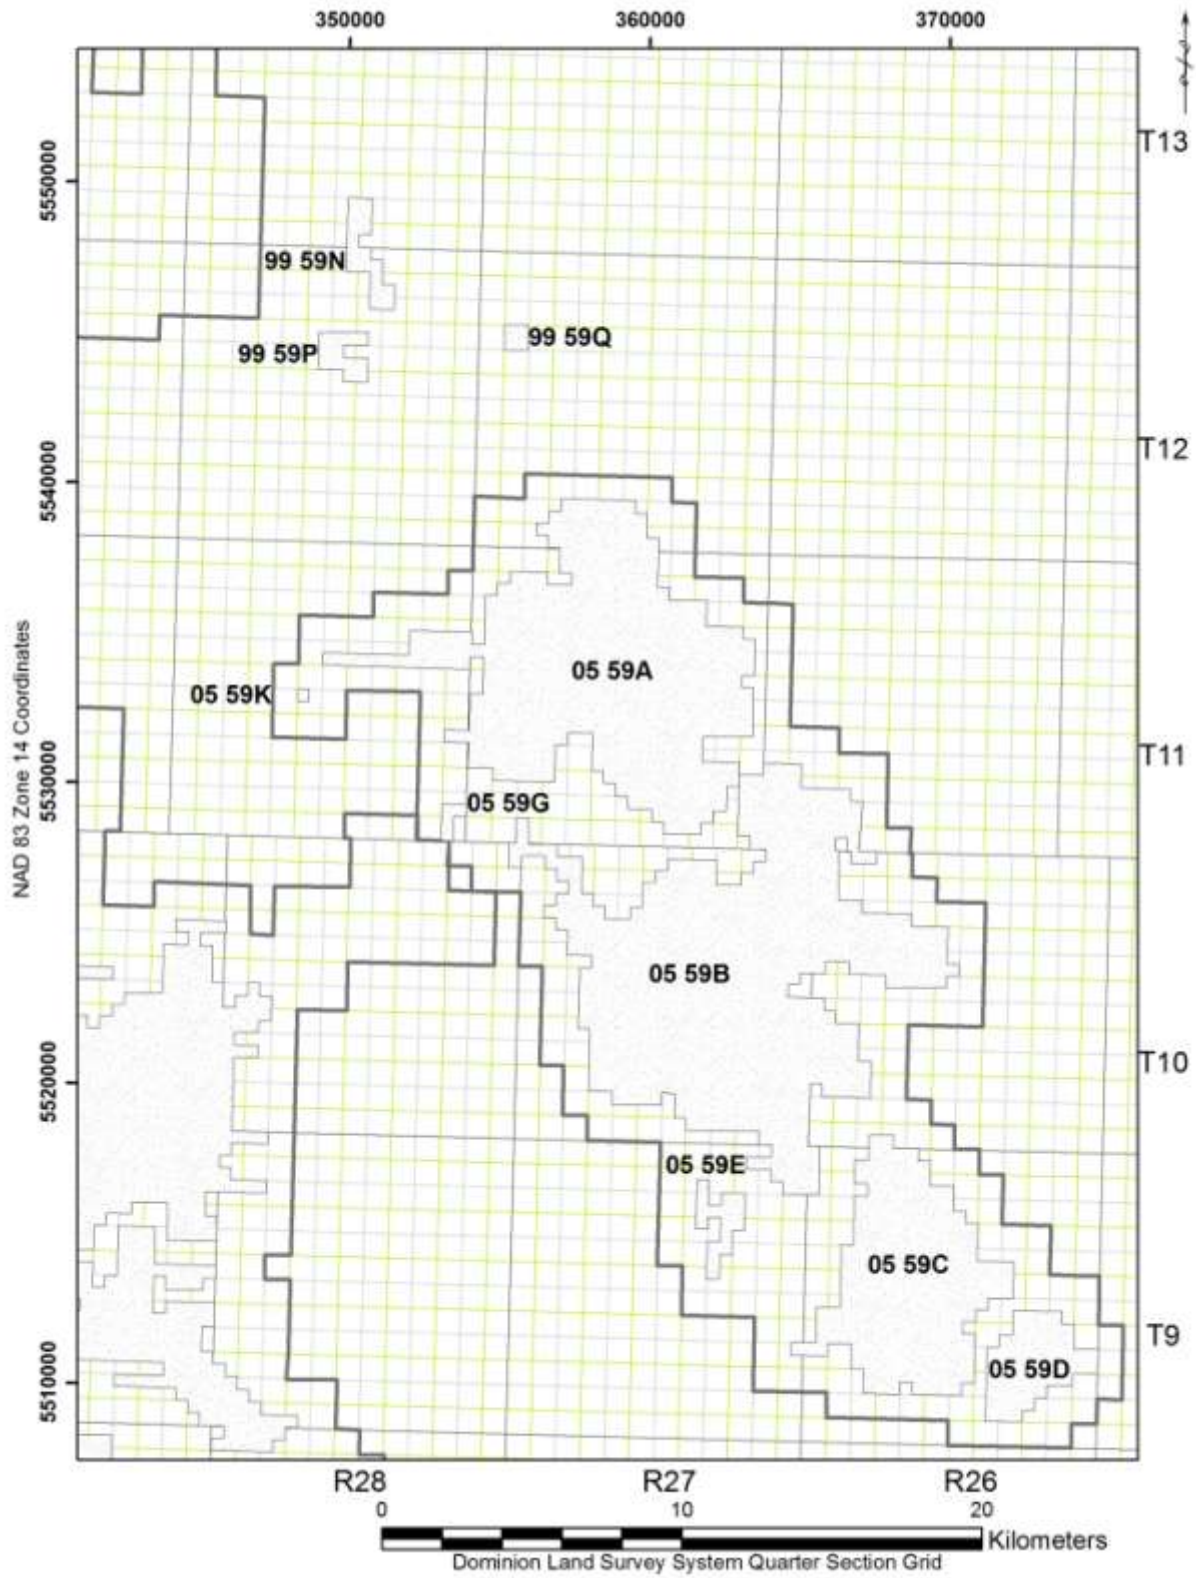 350000 360000 370000
T13
5550000
99 59N
99 59Q
99 59P
T12
5540000
05 59A
05 59K
NAD 83 Zone 14 Coordinates
T11
5530000
05 59G
05 59B
T10
5520000
05 59E
05 59C
T9
05 59D
5510000
R28 R27 R26
0 10 20
Kilometers
Dominion Land Survey System Quarter Section Grid